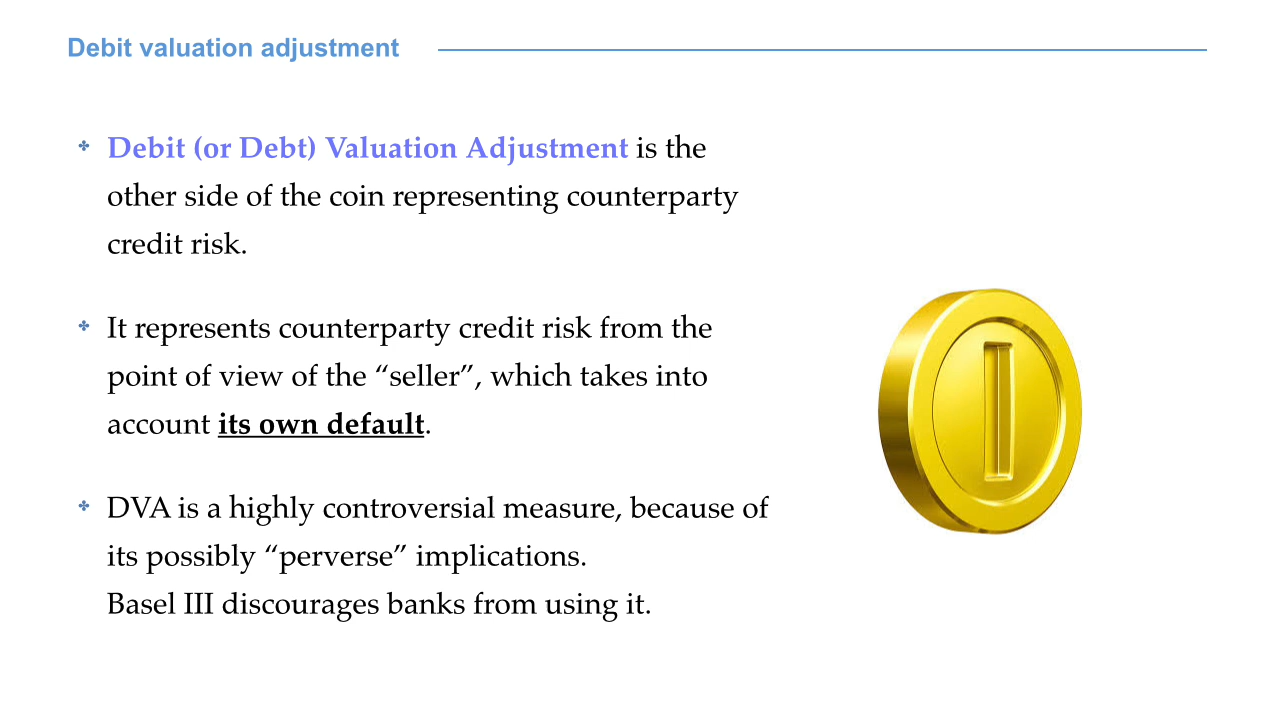 Debit valuation adjustment
Debit (or Debt) Valuation Adjustment is the
other side of the coin representing counterparty
credit risk.
It represents counterparty credit risk from the
point of view of the “seller”, which takes into
account its own default.
DVA is a highly controversial measure, because of
its possibly “perverse” implications.
Basel III discourages banks from using it.